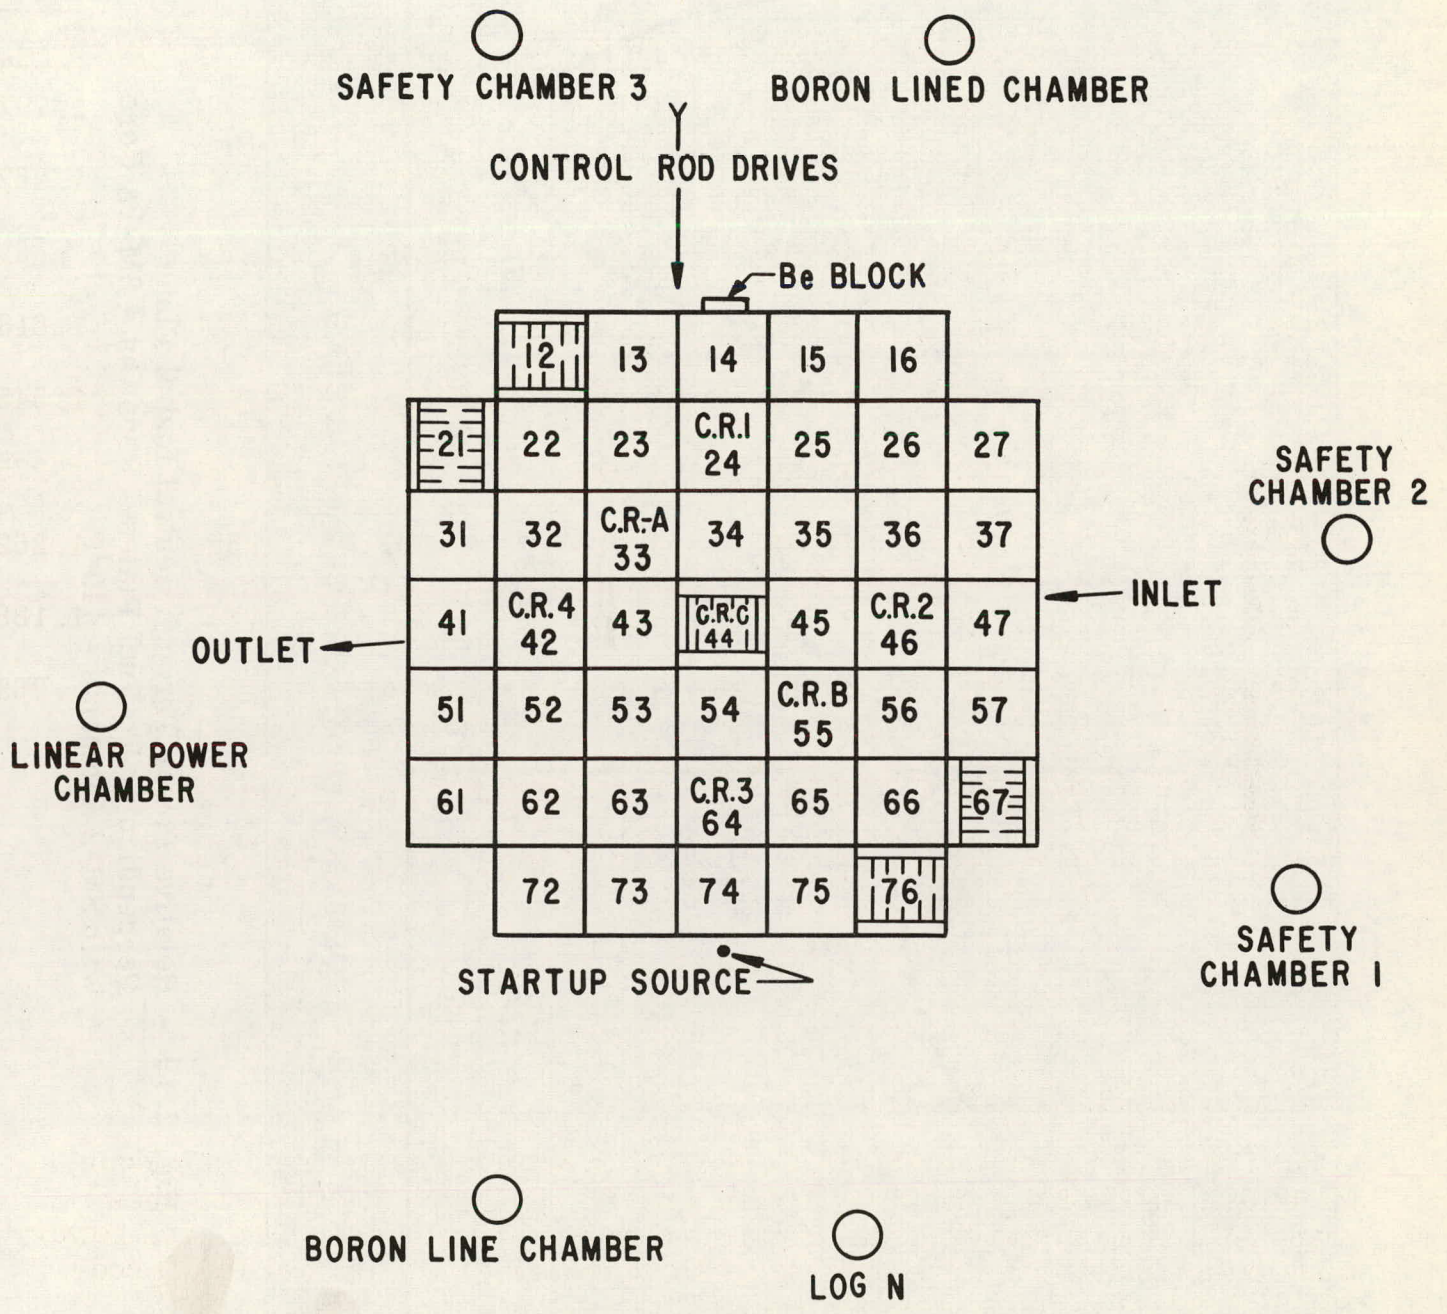 SAFETY CHAMBER 3
BORON LINED CHAMBER
CONTROL ROD DRIVES
Be BLOCK
12 13 14 15 16
21 22 23 C.R.1 24 25 26 27
31 32 C.R.-A 33 34 35 36 37
41 C.R.4 42 43 C.R.C 44 45 C.R.2 46 47
51 52 53 54 C.R.B 55 56 57
61 62 63 C.R.3 64 65 66 67
72 73 74 75 76
SAFETY
CHAMBER 2
INLET
OUTLET
LINEAR POWER
CHAMBER
SAFETY
CHAMBER 1
STARTUP SOURCE
BORON LINE CHAMBER
LOG N